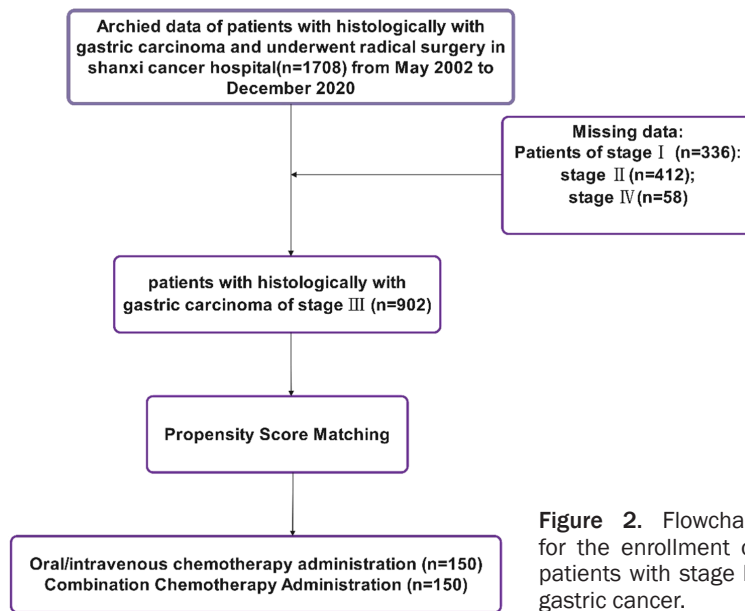 Archied data of patients with histologically with
gastric carcinoma and underwent radical surgery in
shanxi cancer hospital(n=1708) from May 2002 to
December 2020
Missing data:
Patients of stage Ⅰ (n=336):
stage Ⅱ(n=412);
stage Ⅳ(n=58)
patients with histologically with
gastric carcinoma of stage Ⅲ (n=902)
Propensity Score Matching
Oral/intravenous chemotherapy administration (n=150)
Combination Chemotherapy Administration (n=150)
Figure 2. Flowcha
for the enrollment
patients with stage
gastric cancer.